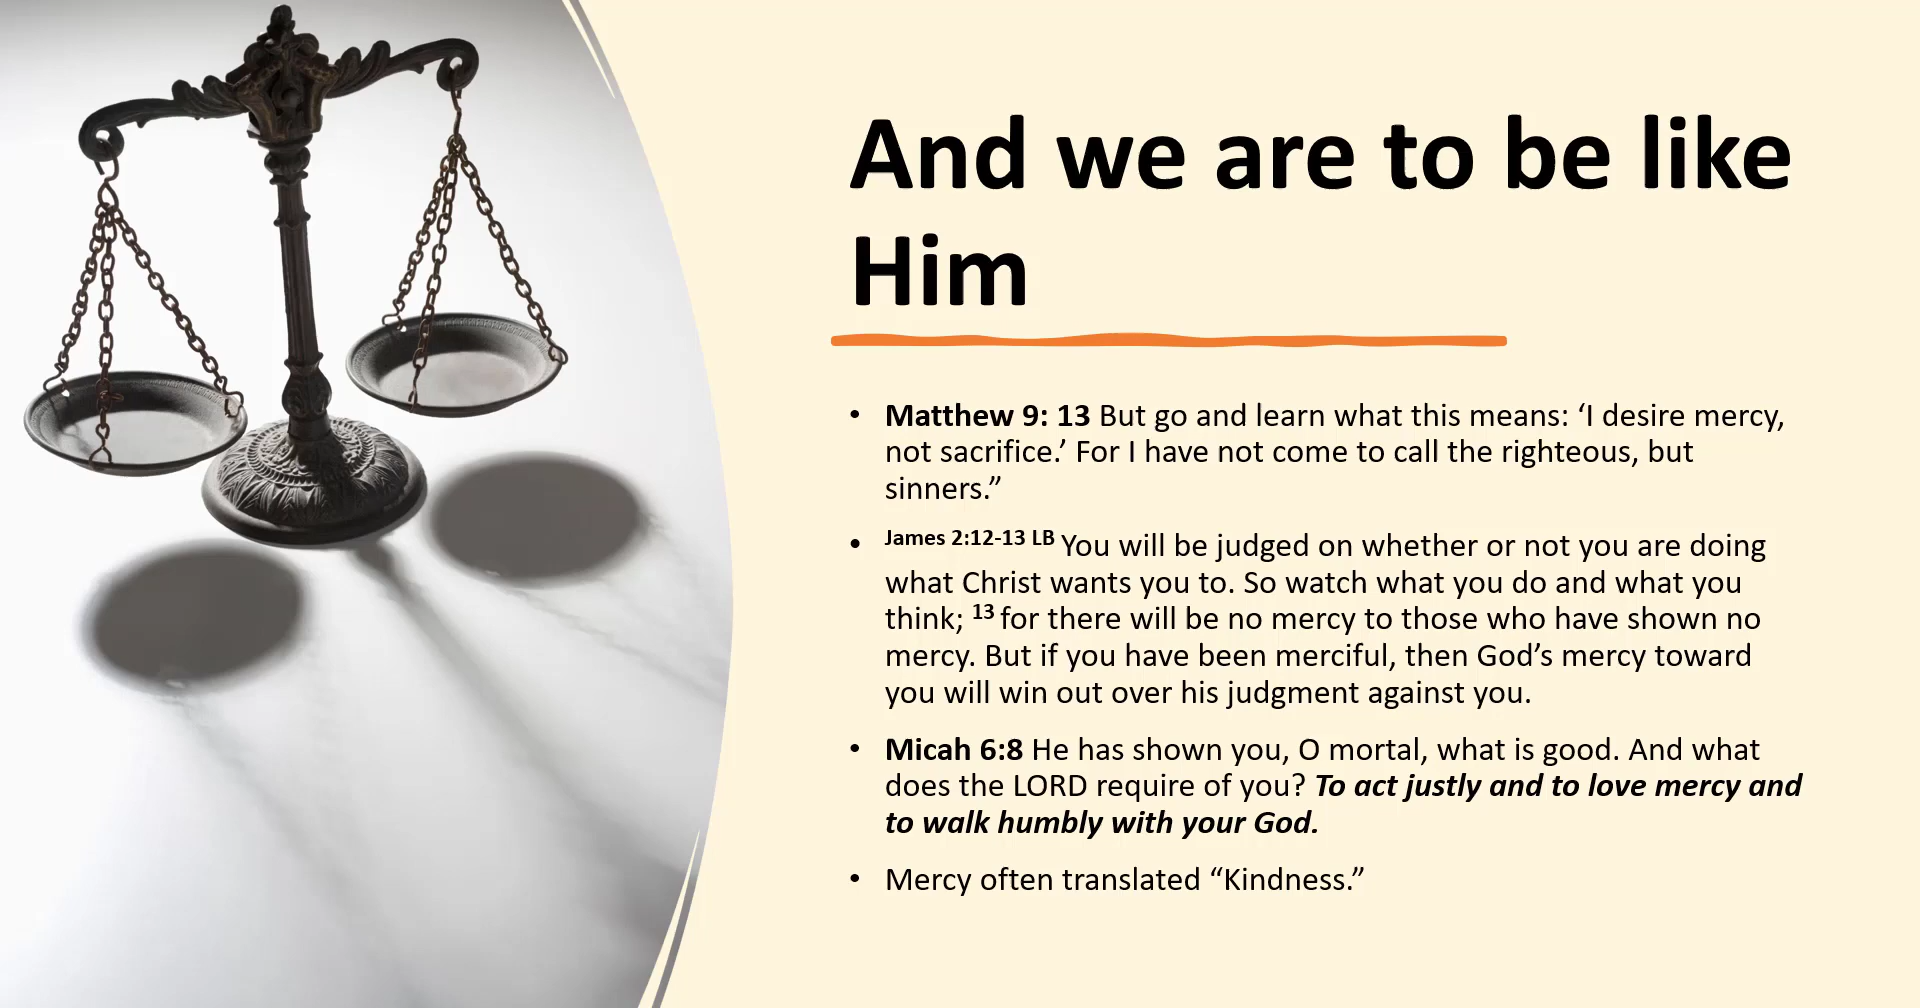 And we are to be like
Him
• Matthew 9: 13 But go and learn what this means: ‘I desire mercy,
not sacrifice.’ For I have not come to call the righteous, but
sinners.”
• James 2:12-13 LB You will be judged on whether or not you are doing
what Christ wants you to. So watch what you do and what you
think; 13 for there will be no mercy to those who have shown no
mercy. But if you have been merciful, then God’s mercy toward
you will win out over his judgment against you.
• Micah 6:8 He has shown you, O mortal, what is good. And what
does the LORD require of you? To act justly and to love mercy and
to walk humbly with your God.
• Mercy often translated “Kindness.”